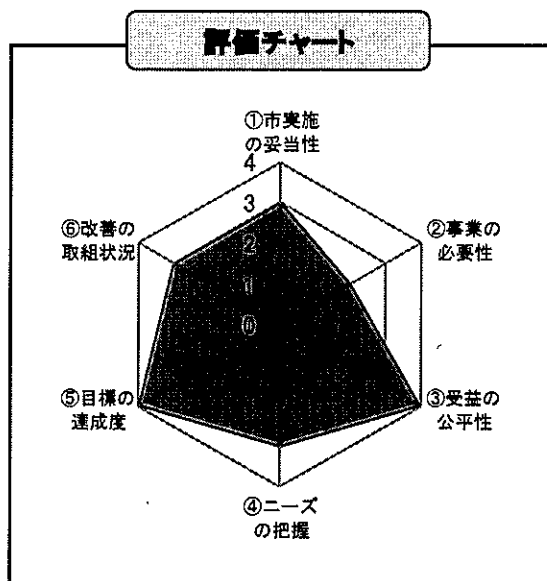 評価チャート
①市実施
の妥当性
4
3
2
1
0
②事業の
必要性
③受益の
公平性
④ニーズ
の把握
⑤目標の
達成度
⑥改善の
取組状況